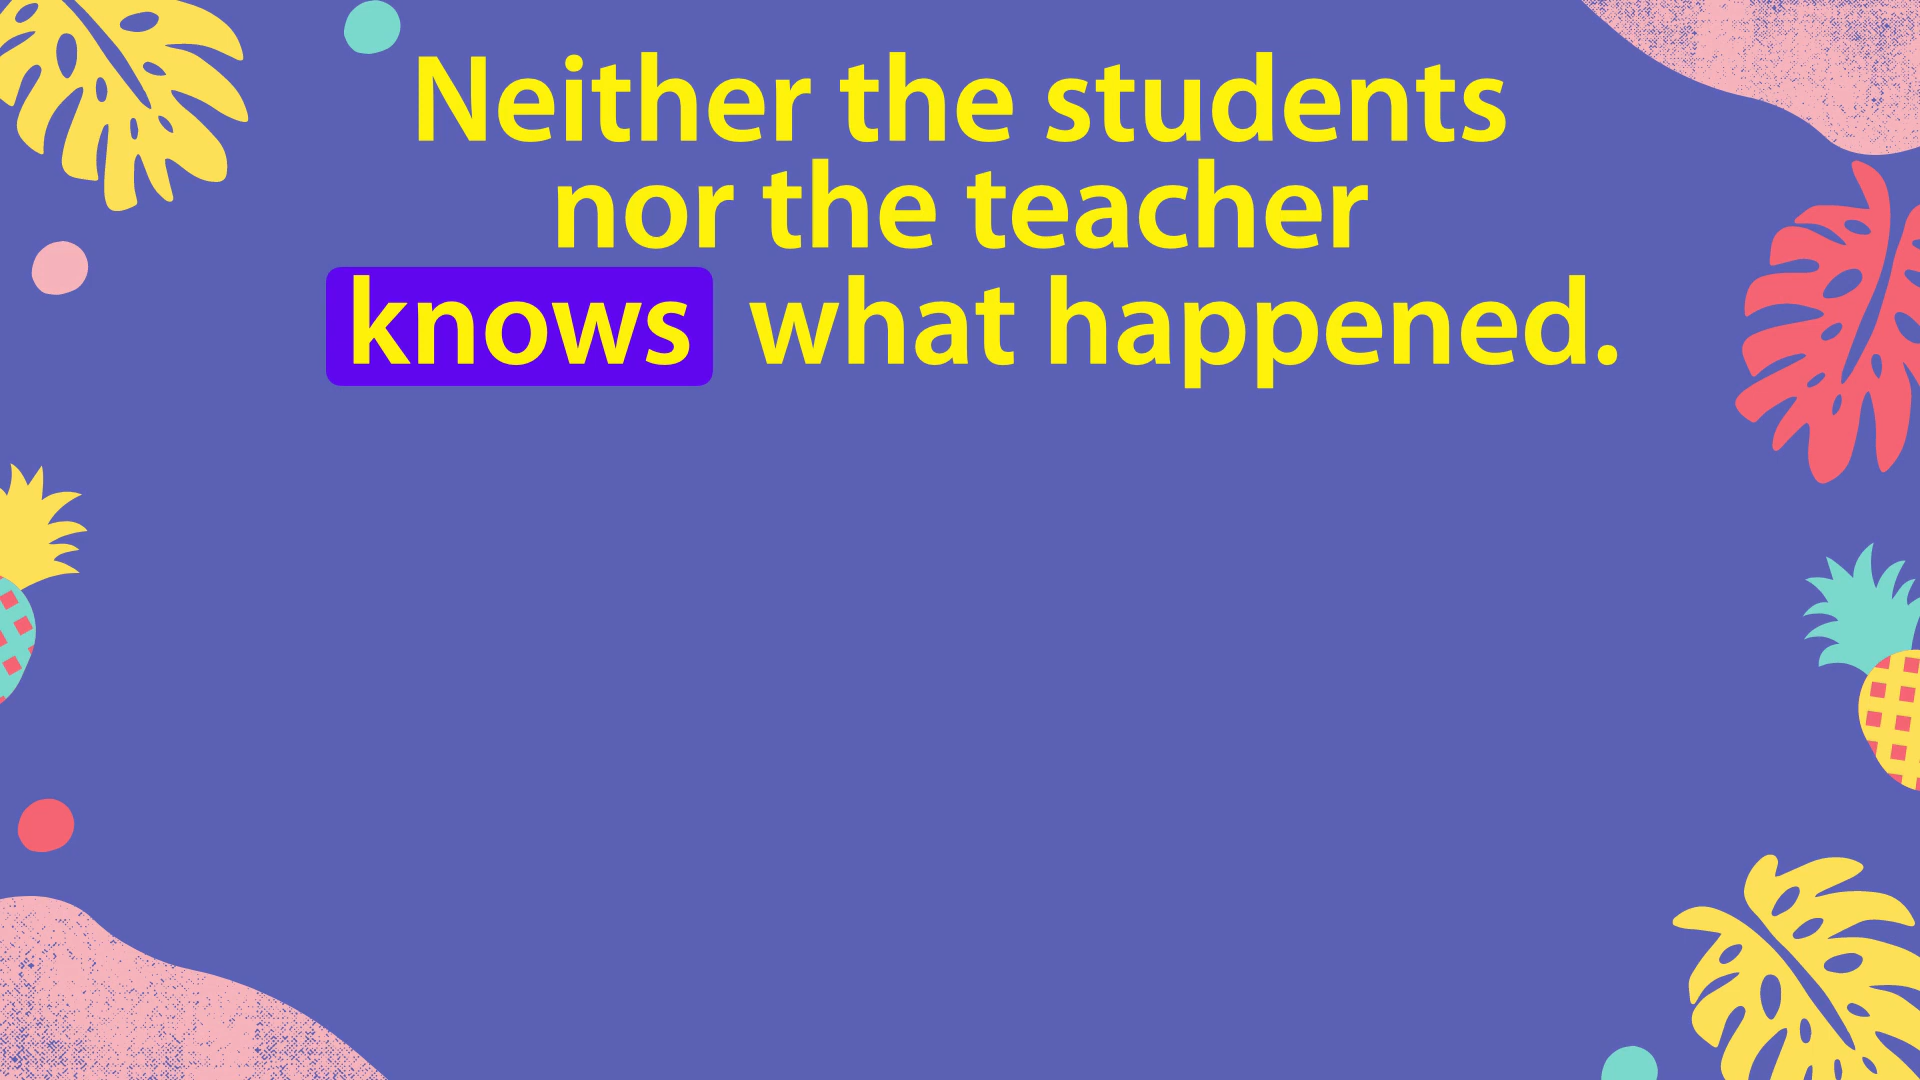 Neither the students
nor the teacher
knows what happened.